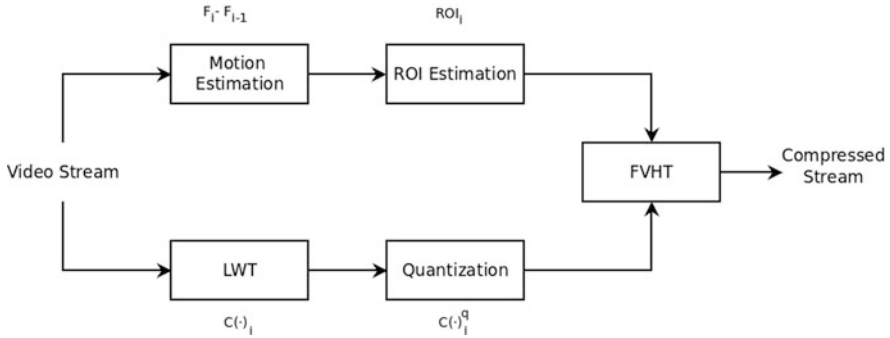 F_i - F_{i-1}
ROI_i
Motion
Estimation
ROI Estimation
Video Stream
FVHT
Compressed
Stream
LWT
Quantization
C(·)_i
C(·)_i^q